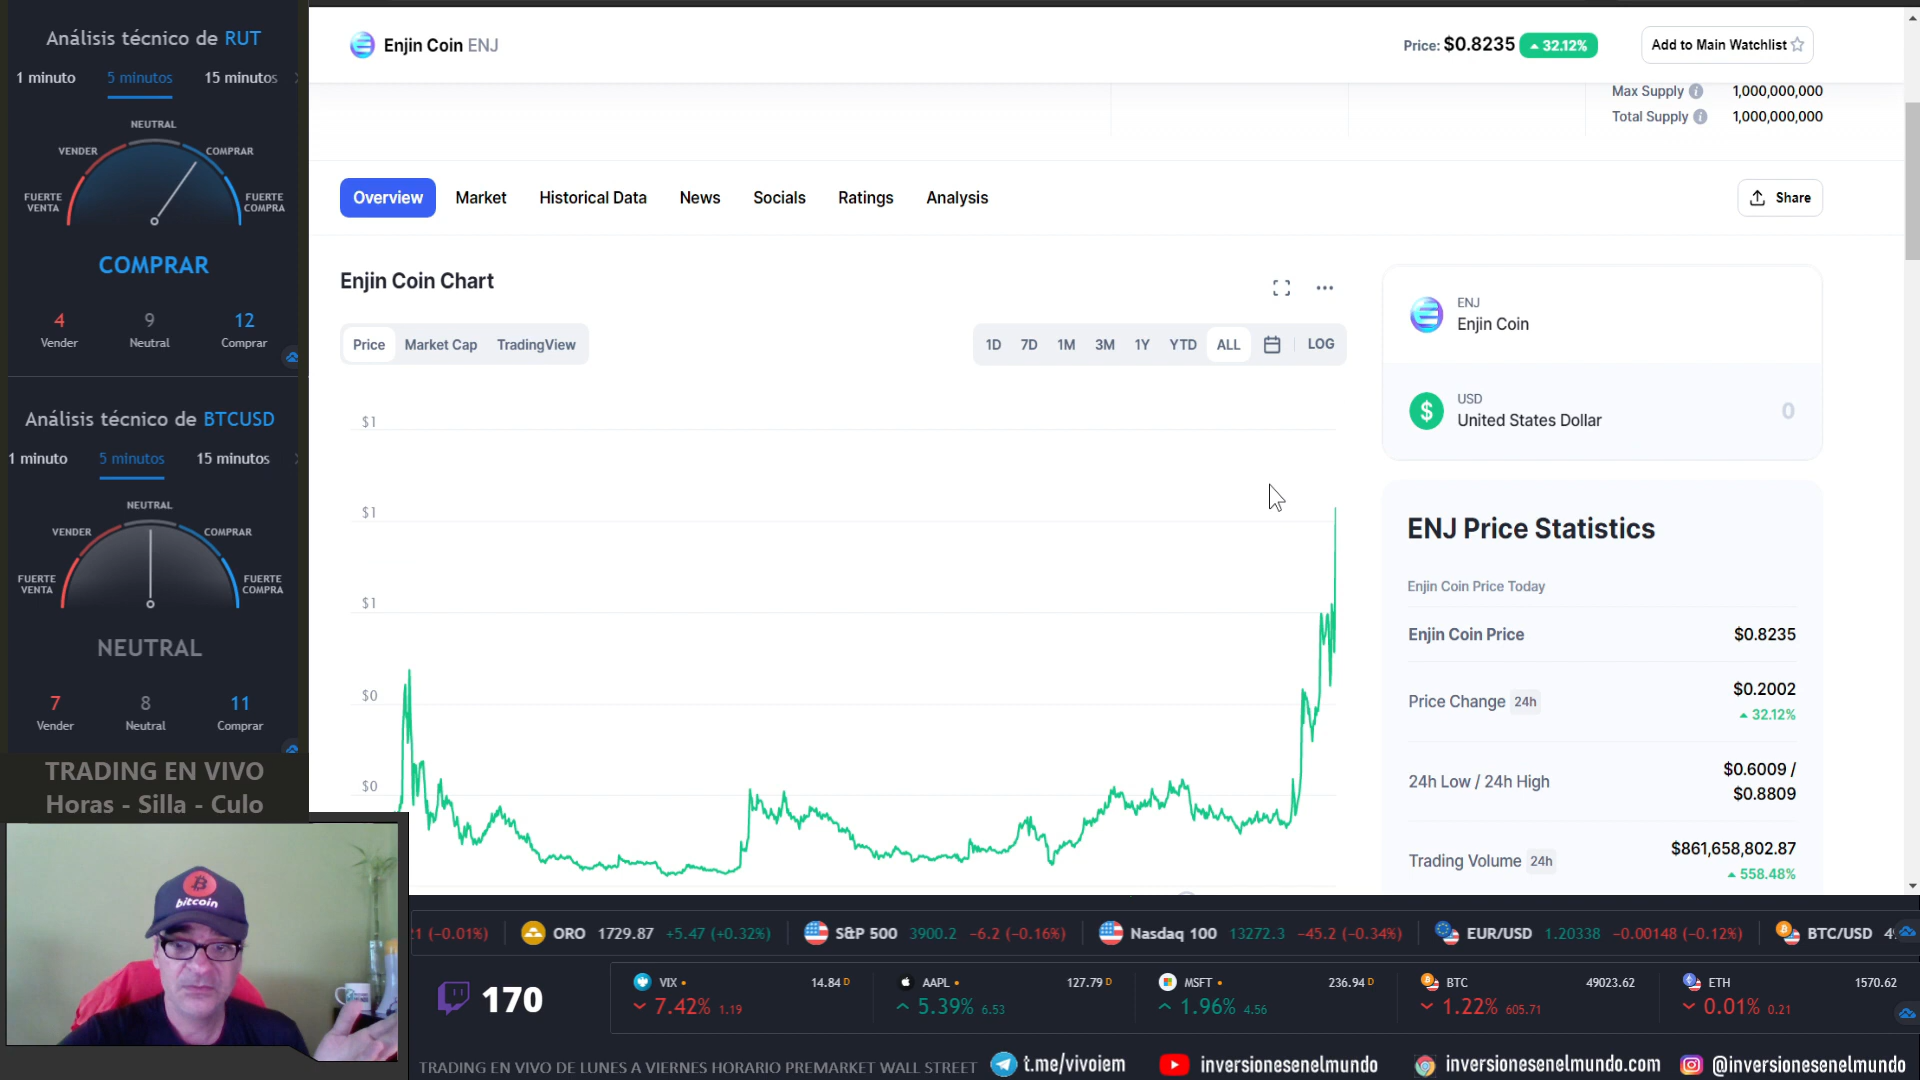 Análisis técnico de RUT
1 minuto 5 minutos 15 minutos
NEUTRAL
VENDER COMPRAR
FUERTE VENTA FUERTE COMPRA
COMPRAR
4 9 12
Vender Neutral Comprar
Análisis técnico de BTCUSD
1 minuto 5 minutos 15 minutos
NEUTRAL
VENDER COMPRAR
FUERTE VENTA FUERTE COMPRA
NEUTRAL
7 8 11
Vender Neutral Comprar
TRADING EN VIVO
Horas - Silla - Culo
bitcoin
Enjin Coin ENJ
Price: $0.8235 32.12%
Add to Main Watchlist
Max Supply 1,000,000,000
Total Supply 1,000,000,000
Overview Market Historical Data News Socials Ratings Analysis
Share
Enjin Coin Chart
Price Market Cap TradingView
1D 7D 1M 3M 1Y YTD ALL LOG
$1
$1
$1
$0
$0
ENJ
Enjin Coin
USD
United States Dollar
0
ENJ Price Statistics
Enjin Coin Price Today
Enjin Coin Price $0.8235
Price Change 24h $0.2002
32.12%
24h Low / 24h High $0.6009 /
$0.8809
Trading Volume 24h $861,658,802.87
558.48%
1 (−0.01%) ORO 1729.87 +5.47 (+0.32%) S&P 500 3900.2 −6.2 (−0.16%) Nasdaq 100 13272.3 −45.2 (−0.34%) EUR/USD 1.20338 −0.00148 (−0.12%) BTC/USD
170
VIX 14.84 D
7.42% 1.19
AAPL 127.79 D
5.39% 6.53
MSFT 236.94 D
1.96% 4.56
BTC 49023.62
1.22% 605.71
ETH 1570.62
0.01% 0.21
TRADING EN VIVO DE LUNES A VIERNES HORARIO PREMARKET WALL STREET t.me/vivoiem inversionesenelmundo inversionesenelmundo.com @inversionesenelmundo